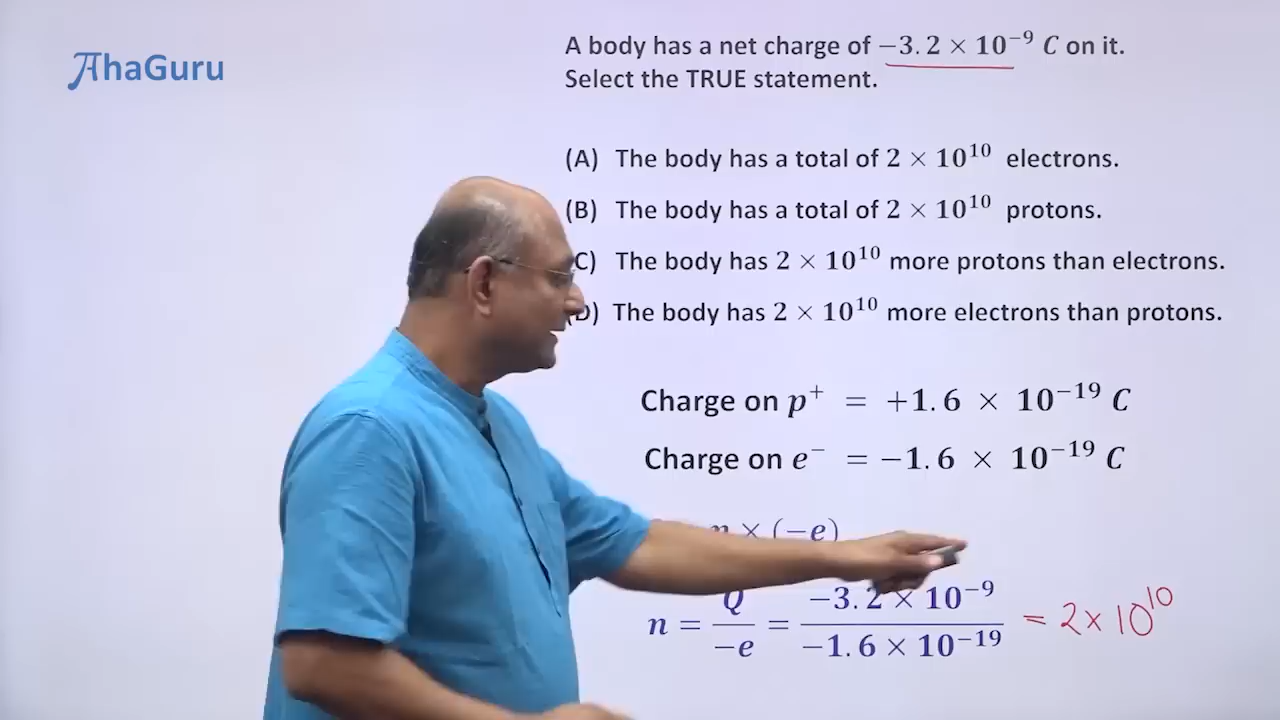 AhaGuru
A body has a net charge of −3.2 × 10⁻⁹ C on it.
Select the TRUE statement.
(A) The body has a total of 2 × 10¹⁰ electrons.
(B) The body has a total of 2 × 10¹⁰ protons.
C) The body has 2 × 10¹⁰ more protons than electrons.
(D) The body has 2 × 10¹⁰ more electrons than protons.
Charge on p⁺ = +1.6 × 10⁻¹⁹ C
Charge on e⁻ = −1.6 × 10⁻¹⁹ C
n × (−e)
n = Q/−e = −3.2 × 10⁻⁹/−1.6 × 10⁻¹⁹ = 2 × 10¹⁰